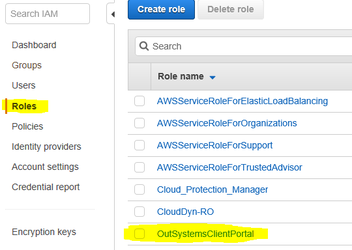 Search IAM
Dashboard
Groups
Users
Roles
Policies
Identity providers
Account settings
Credential report
Encryption keys
Create role
Delete role
Search
Role name
AWSServiceRoleForElasticLoadBalancing
AWSServiceRoleForOrganizations
AWSServiceRoleForSupport
AWSServiceRoleForTrustedAdvisor
Cloud_Protection_Manager
CloudDyn-RO
OutSystemsClientPortal